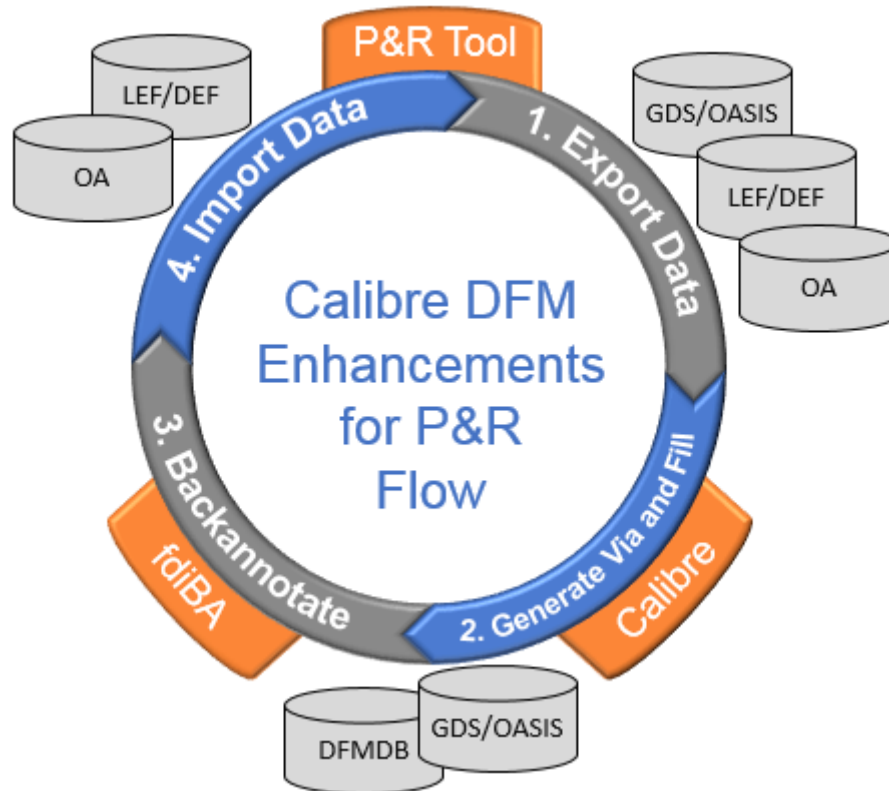 P&R Tool
LEF/DEF
OA
GDS/OASIS
LEF/DEF
OA
1. Export Data
2. Generate Via and Fill
3. Backannotate
4. Import Data
Calibre DFM
Enhancements
for P&R
Flow
fdiBA
Calibre
DFMDB
GDS/OASIS